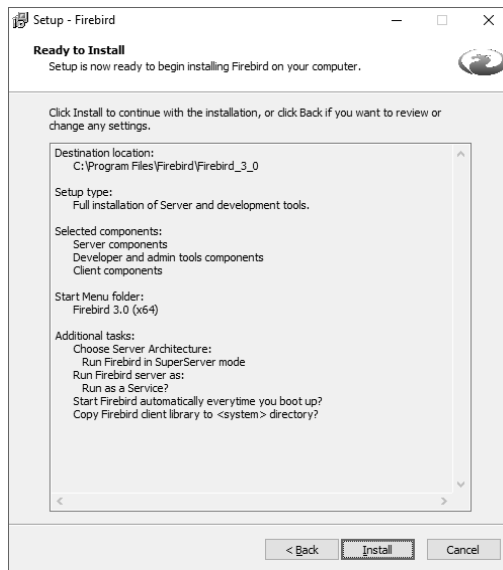 Setup - Firebird
Ready to Install
Setup is now ready to begin installing Firebird on your computer.
Click Install to continue with the installation, or click Back if you want to review or
change any settings.
Destination location:
C:\Program Files\Firebird\Firebird_3_0
Setup type:
Full installation of Server and development tools.
Selected components:
Server components
Developer and admin tools components
Client components
Start Menu folder:
Firebird 3.0 (x64)
Additional tasks:
Choose Server Architecture:
Run Firebird in SuperServer mode
Run Firebird server as:
Run as a Service?
Start Firebird automatically everytime you boot up?
Copy Firebird client library to <system> directory?
< Back Install Cancel